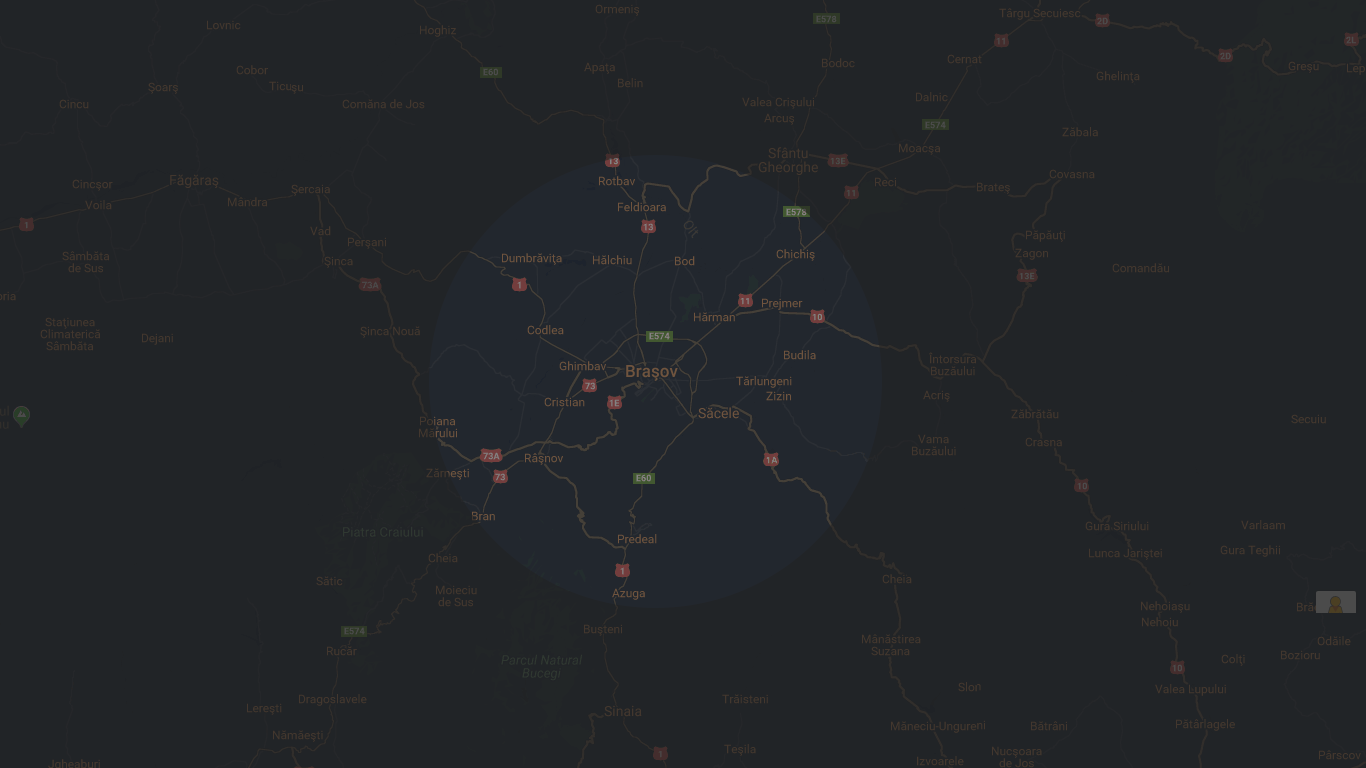 Ormeniș
Târgu Secuiesc
E578
2D
Lovnic
Hoghiz
11
2L
2D
Cernat
Bodoc
Greșu
Lep
Cobor
E60
Apața
Belin
Ghelința
Șoarș
Ticușu
Dalnic
Cincu
Comăna de Jos
Valea Crișului
Arcuș
E574
Zăbala
Moacșa
13
Sfântu
Gheorghe
13E
Covasna
Cincșor
Făgăraș
Șercaia
Rotbav
Reci
Brateș
Voila
Mândra
Feldioara
11
E578
1
Vad
13
Olt
Perșani
Păpăuți
Sâmbăta
de Sus
Șinca
Dumbrăvița
Hălchiu
Bod
Chichiș
Zagon
Comandău
73A
1
13E
oria
11
Prejmer
Stațiunea
Climaterică
Sâmbăta
Șinca Nouă
Codlea
Hărman
10
Dejani
E574
Ghimbav
Brașov
Budila
Întorsura
Buzăului
73
Tărlungeni
Zizin
Acriș
Cristian
1E
Săcele
Zăbrătău
Secuiu
Poiana
Mărului
Vama
Buzăului
Crasna
73A
Râșnov
1A
Zărnești
73
E60
10
Bran
Piatra Craiului
Predeal
Gura Siriului
Varlaam
Lunca Jariștei
Gura Teghii
Cheia
1
Cheia
Sătic
Moieciu
de Sus
Azuga
Nehoiașu
Nehoiu
E574
Bușteni
Mânăstirea
Suzana
Odăile
Rucăr
Parcul Natural
Bucegi
Colți
Bozioru
10
Slon
Valea Lupului
Dragoslavele
Trăisteni
Lerești
Sinaia
Măneciu-Ungureni
Bătrâni
Pătârlagele
Nămăești
1
Teșila
Nucșoara
de Jos
Izvoarele
Pârscov
Jgheaburi